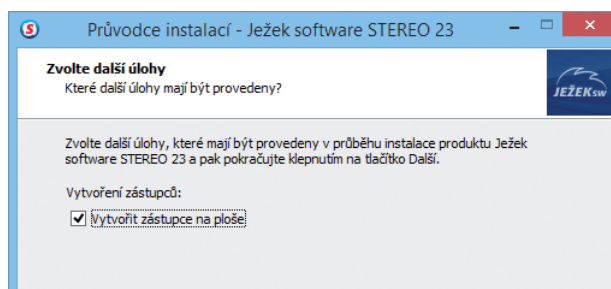 S Průvodce instalací - Ježek software STEREO 23
Zvolte další úlohy
Které další úlohy mají být provedeny?
JEŽEKSW
Zvolte další úlohy, které mají být provedeny v průběhu instalace produktu Ježek
software STEREO 23 a pak pokračujte klepnutím na tlačítko Další.
Vytvoření zástupců:
Vytvořit zástupce na ploše